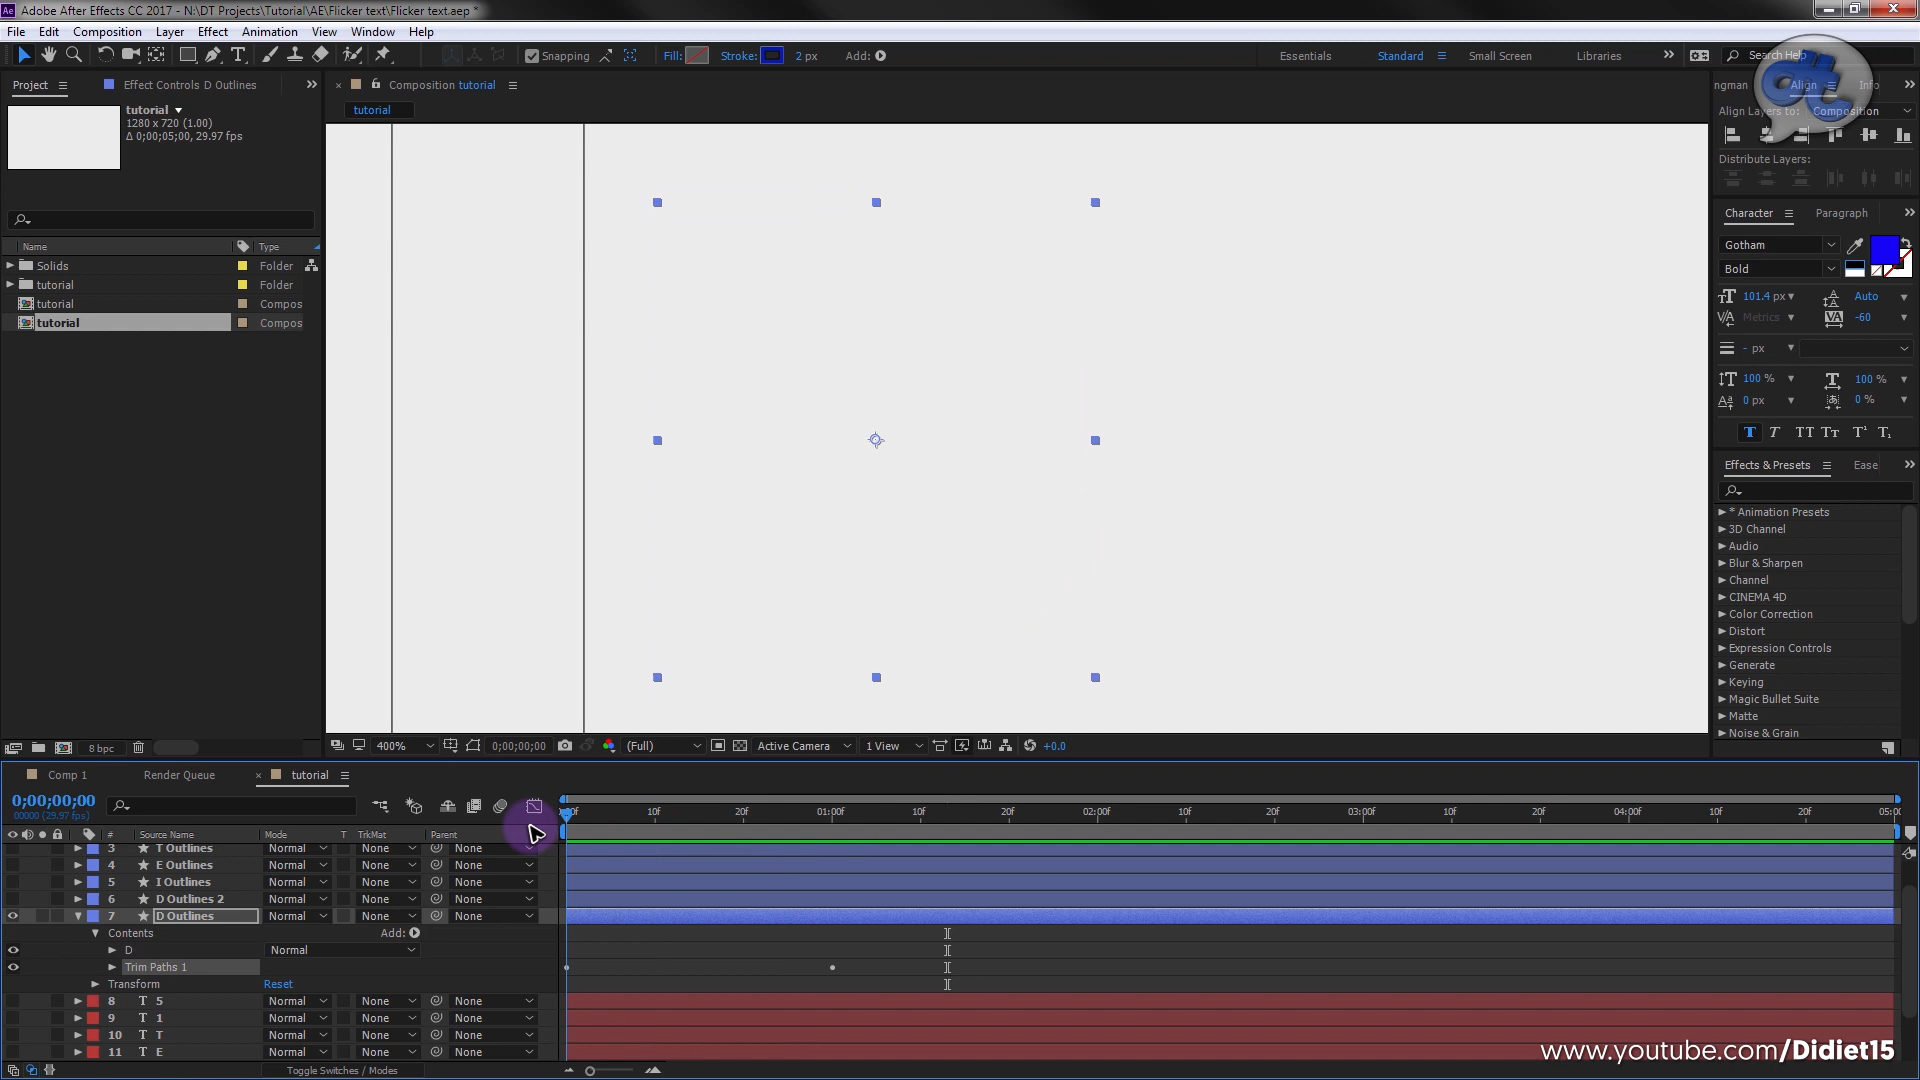 Adobe After Effects CC 2017 - N:\DT Projects\Tutorial\AE\Flicker text\Flicker text.aep *
File Edit Composition Layer Effect Animation View Window Help
Snapping Fill: Stroke: 2 px Add: Essentials Standard Small Screen Libraries Search Help
Project Effect Controls D Outlines
tutorial
1280 x 720 (1.00)
Δ 0;00;05;00, 29.97 fps
Name Type
Solids Folder
tutorial Folder
tutorial Compos
tutorial Compos
8 bpc
Composition tutorial
tutorial
400% 0;00;00;00 (Full) Active Camera 1 View +0.0
ngman Align Info
Align Layers to: Composition
Distribute Layers:
Character Paragraph
Gotham
Bold
101.4 px Auto
Metrics -60
- px
100 % 100 %
0 px 0 %
Effects & Presets Ease
* Animation Presets
3D Channel
Audio
Blur & Sharpen
Channel
CINEMA 4D
Color Correction
Distort
Expression Controls
Generate
Keying
Magic Bullet Suite
Matte
Noise & Grain
Comp 1 Render Queue tutorial
0;00;00;00
00000 (29.97 fps)
10f 20f 01:00f 10f 20f 02:00f 10f 20f 03:00f 10f 20f 04:00f 10f 20f 05:00
# Source Name Mode T TrkMat Parent
3 T Outlines Normal None None
4 E Outlines Normal None None
5 I Outlines Normal None None
6 D Outlines 2 Normal None None
7 D Outlines Normal None None
Contents Add:
D Normal
Trim Paths 1
Transform Reset
8 T 5 Normal None None
9 T 1 Normal None None
10 T T Normal None None
11 T E Normal None None
Toggle Switches / Modes
www.youtube.com/Didiet15